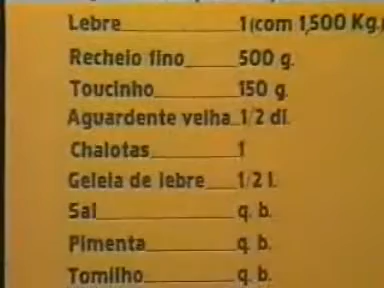 Lebre 1 (com 1,500 Kg.)
Recheio fino 500 g.
Toucinho 150 g.
Aguardente velha 1/2 dl.
Chalotas 1
Geleia de lebre 1/2 l.
Sal q. b.
Pimenta q. b.
Tomilho q. b.